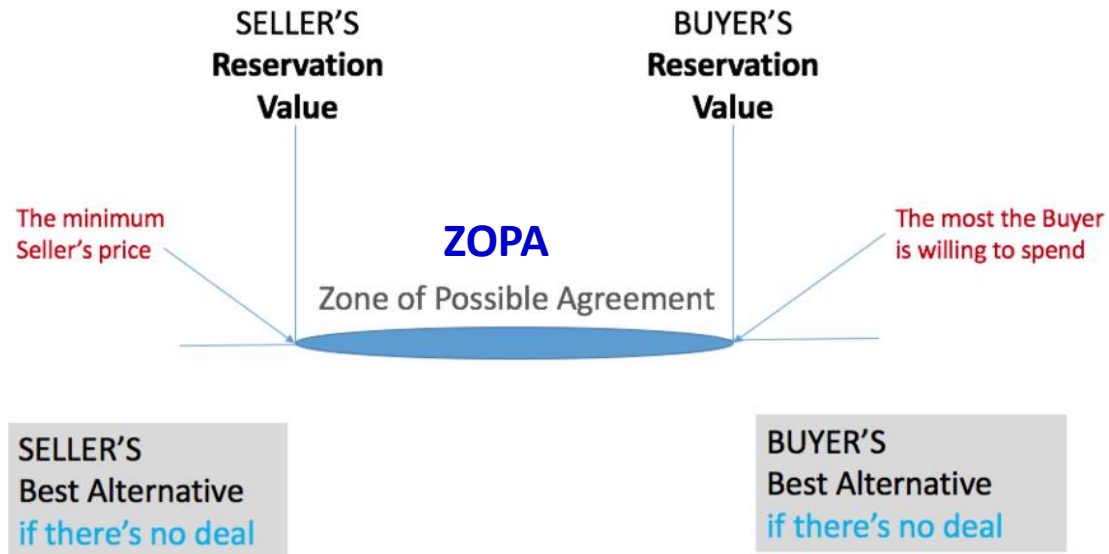 SELLER'S
Reservation
Value
BUYER'S
Reservation
Value
The minimum
Seller's price
ZOPA
Zone of Possible Agreement
The most the Buyer
is willing to spend
SELLER'S
Best Alternative
if there's no deal
BUYER'S
Best Alternative
if there's no deal